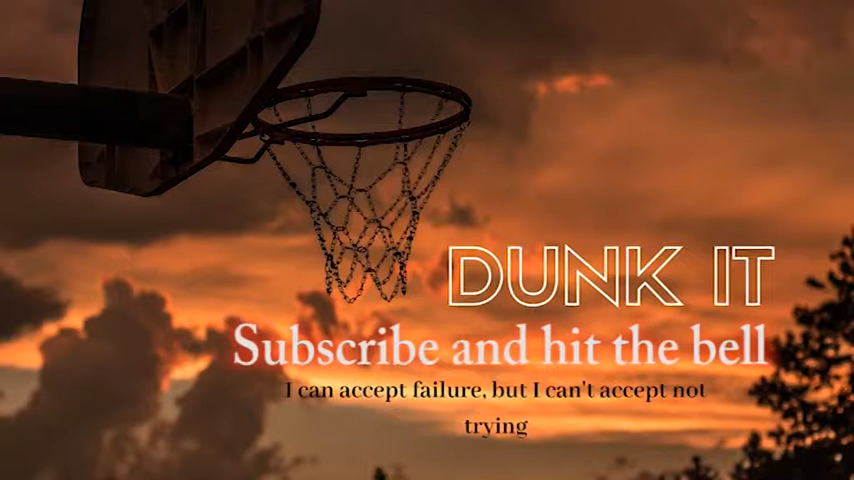 DUNK IT
Subscribe and hit the bell
I can accept failure, but I can't accept not
trying